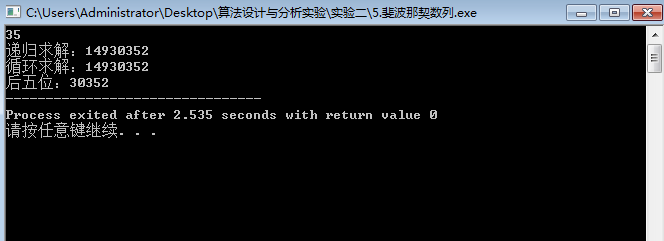 C:\Users\Administrator\Desktop\算法设计与分析实验\实验二\5.斐波那契数列.exe
35
递归求解：14930352
循环求解：14930352
后五位：30352
--------------------------------
Process exited after 2.535 seconds with return value 0
请按任意键继续. . .